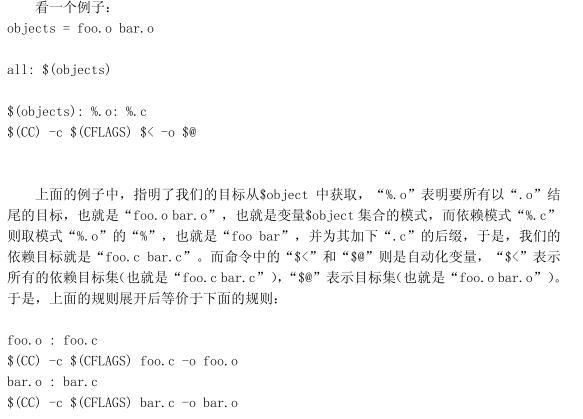 看一个例子：
objects = foo.o bar.o
all: $(objects)
$(objects): %.o: %.c
$(CC) -c $(CFLAGS) $< -o $@
上面的例子中，指明了我们的目标从$object 中获取，“%.o”表明要所有以“.o”结
尾的目标，也就是“foo.o bar.o”，也就是变量$object 集合的模式，而依赖模式“%.c”
则取模式“%.o”的“%”，也就是“foo bar”，并为其加下“.c”的后缀，于是，我们的
依赖目标就是“foo.c bar.c”。而命令中的“$<”和“$@”则是自动化变量，“$<”表示
所有的依赖目标集（也就是“foo.c bar.c”），“$@”表示目标集（也就是“foo.o bar.o”）。
于是，上面的规则展开后等价于下面的规则：
foo.o : foo.c
$(CC) -c $(CFLAGS) foo.c -o foo.o
bar.o : bar.c
$(CC) -c $(CFLAGS) bar.c -o bar.o